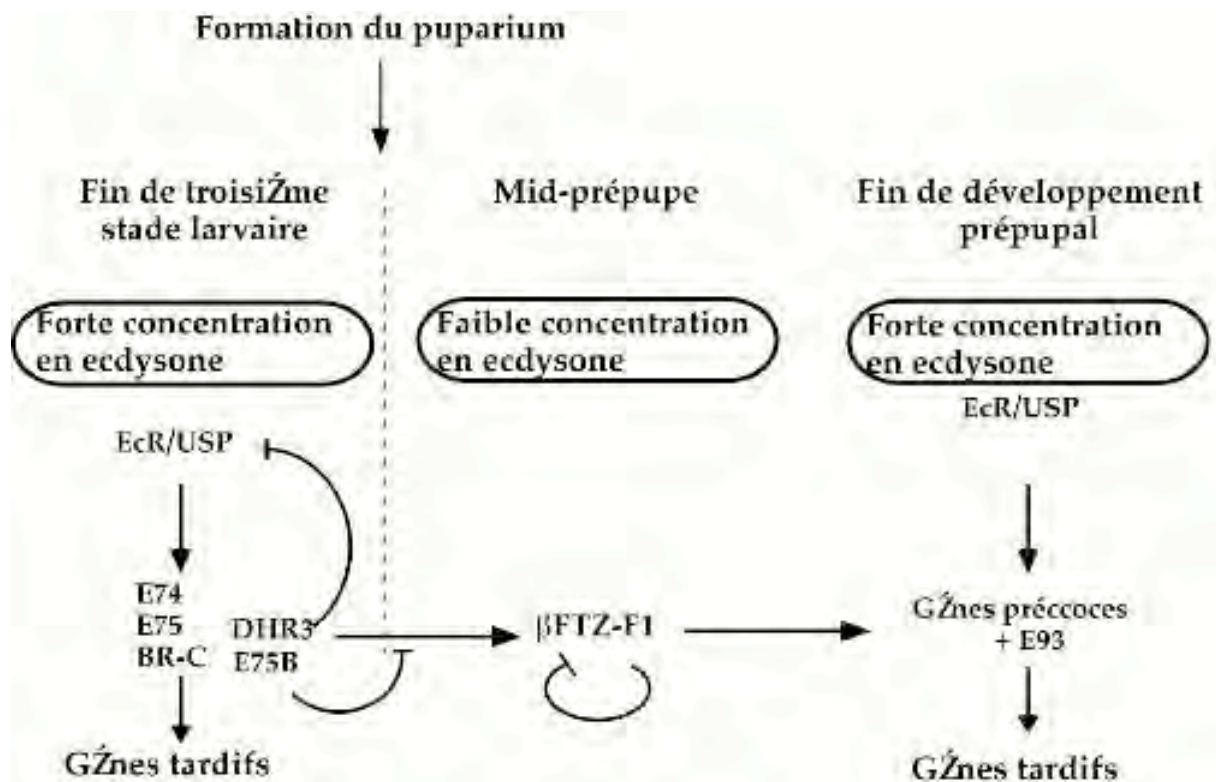 Formation du puparium
Fin de troisiŹme
stade larvaire
Mid-prépupe
Fin de développement
prépupal
Forte concentration
en ecdysone
Faible concentration
en ecdysone
Forte concentration
en ecdysone
EcR/USP
EcR/USP
E74
E75
BR-C
DHR3
E75B
βFTZ-F1
GŹnes préccoces
+ E93
GŹnes tardifs
GŹnes tardifs